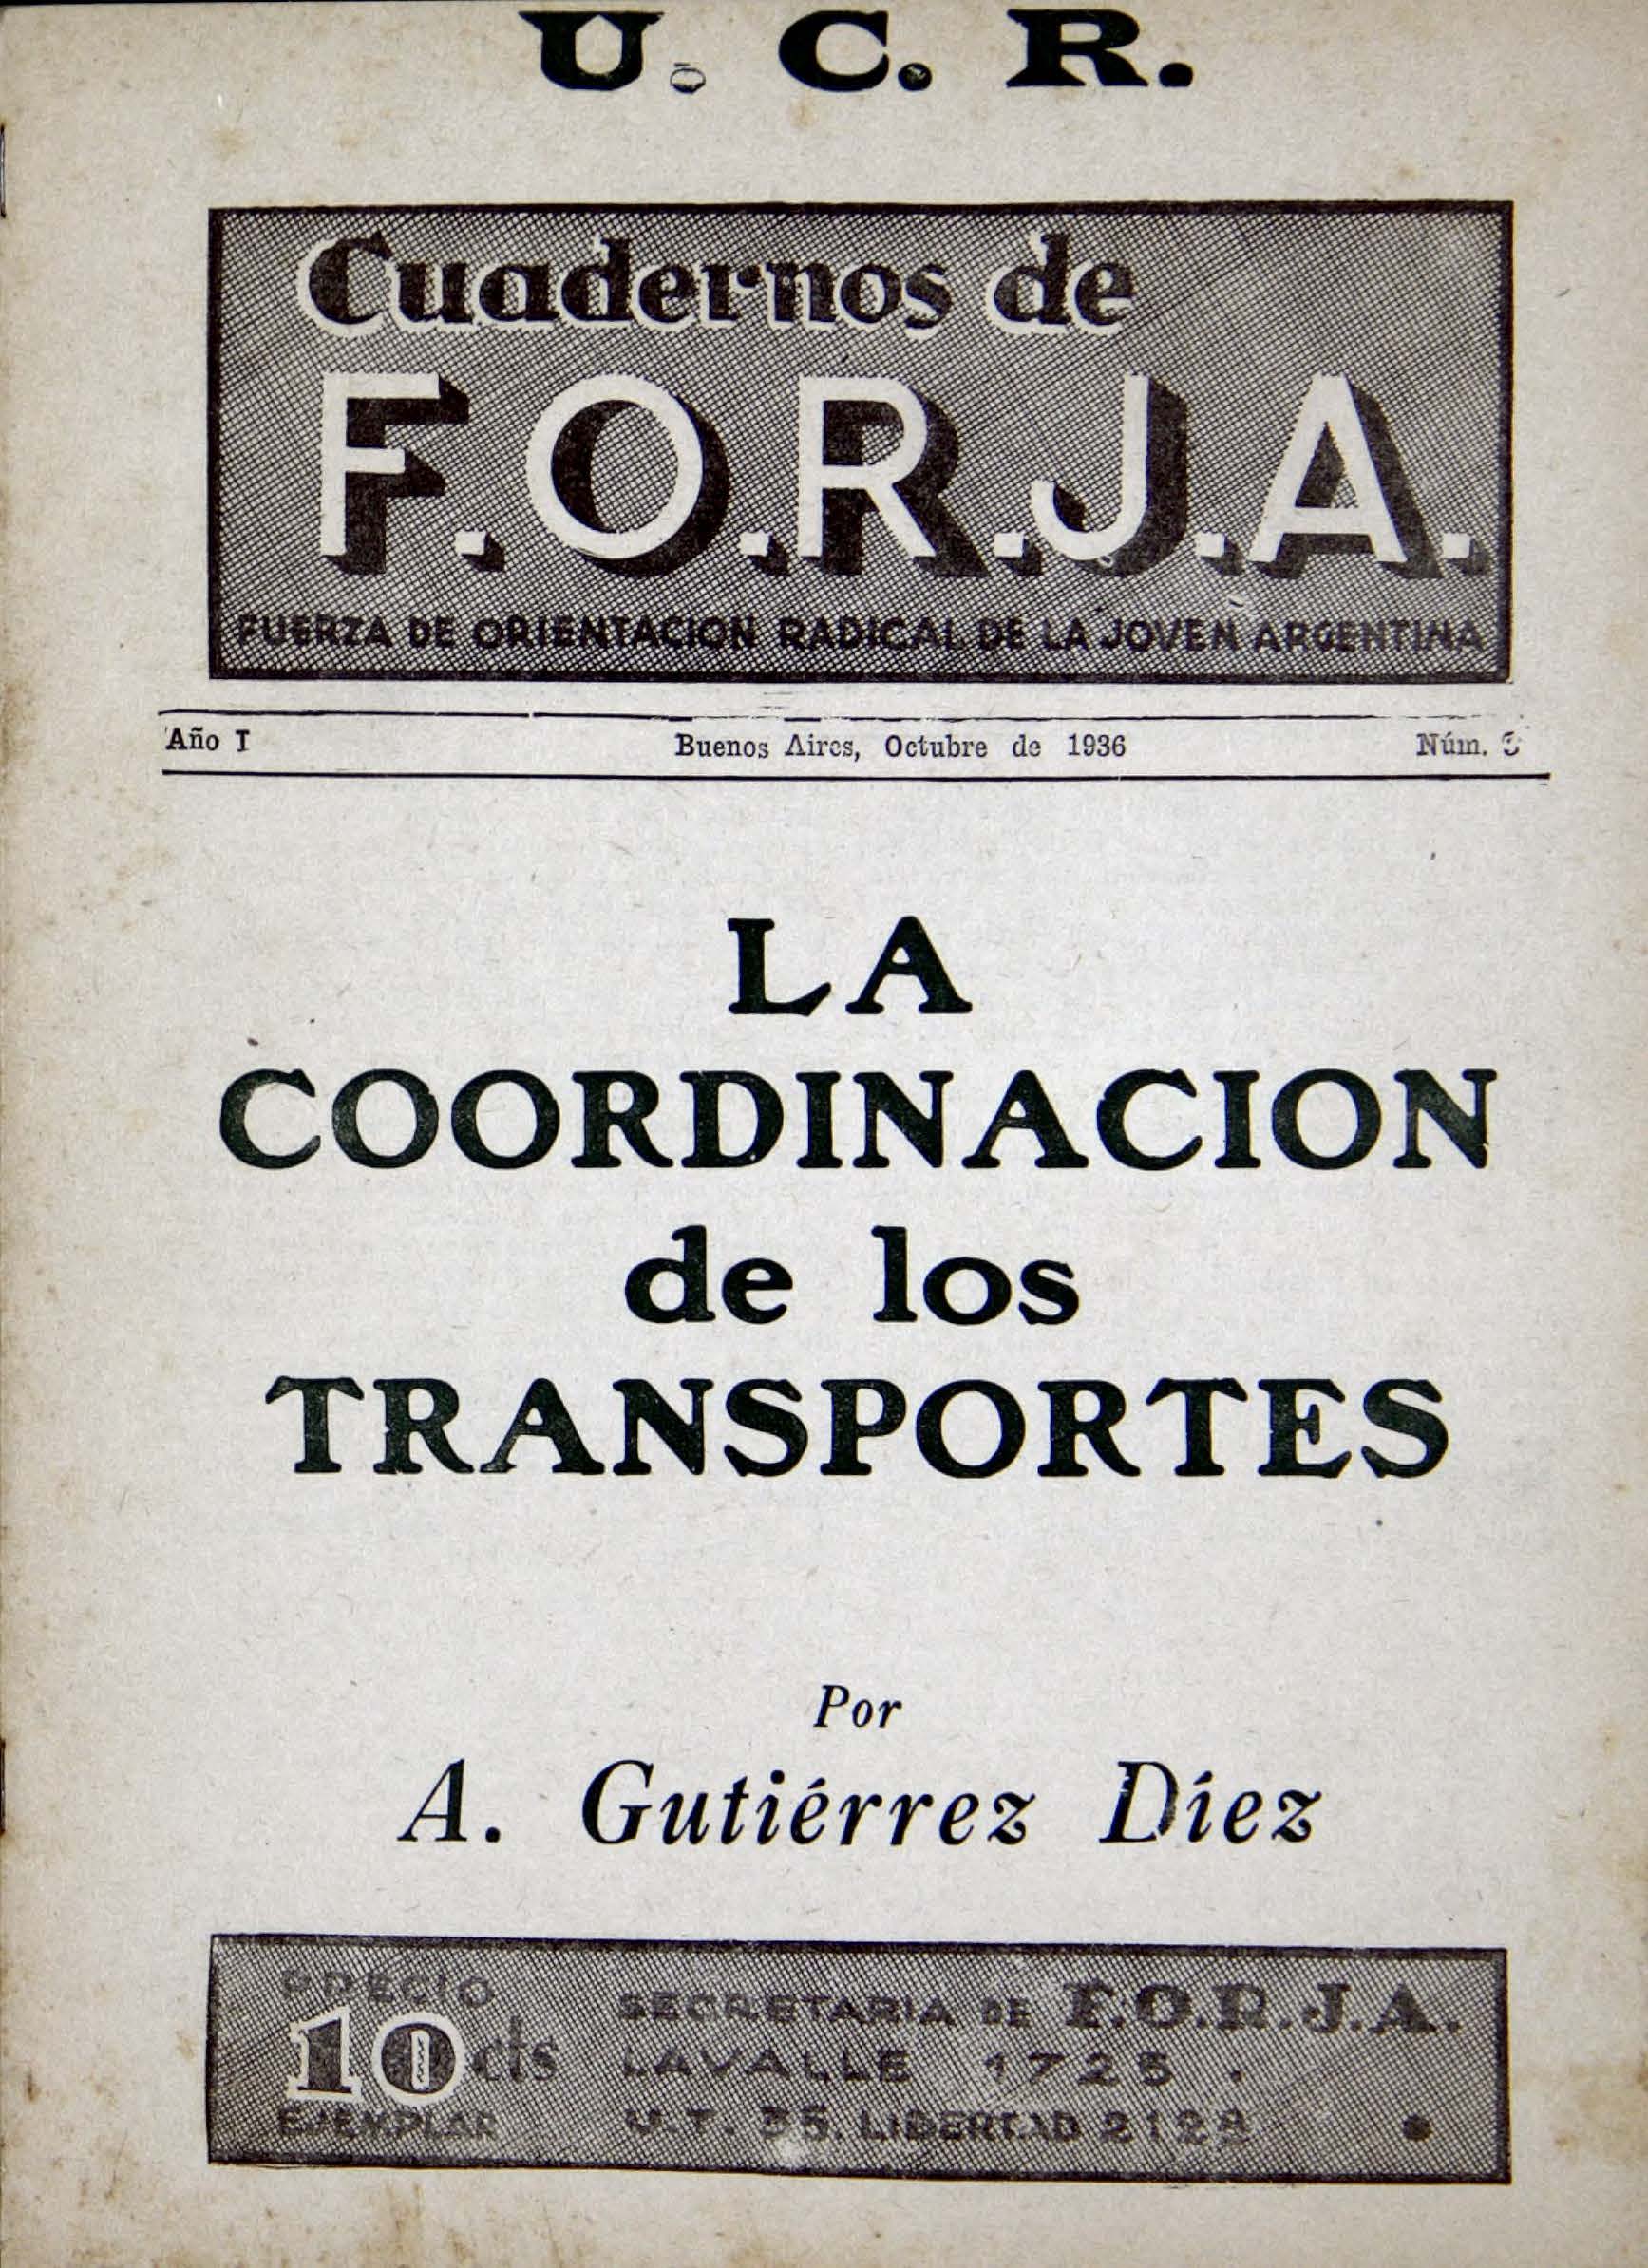 U. C. R.
Cuadernos de
F.O.R.J.A.
FUERZA DE ORIENTACION RADICAL DE LA JOVEN ARGENTINA
Año I Buenos Aires, Octubre de 1936 Núm.
LA
COORDINACION
de los
TRANSPORTES
Por
A. Gutiérrez Díez
PRECIO
10 cts
EJEMPLAR
SECRETARIA DE F.O.R.J.A.
LAVALLE 1725
U.T. 35. LIBERTAD 2128